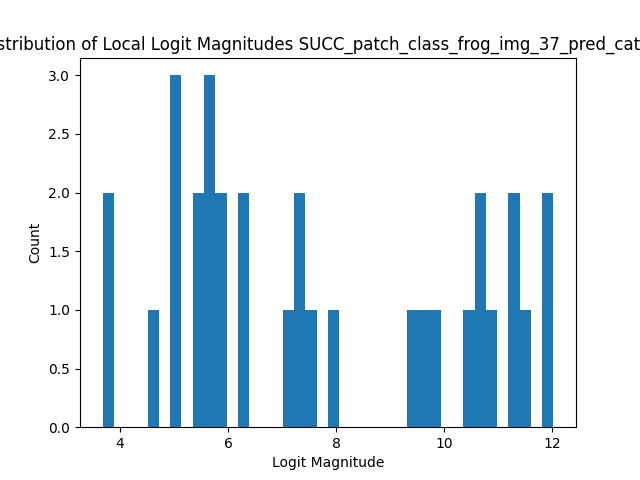 stribution of Local Logit Magnitudes SUCC_patch_class_frog_img_37_pred_cat
3.0
2.5
2.0
1.5
1.0
0.5
0.0
Count
4 6 8 10 12
Logit Magnitude